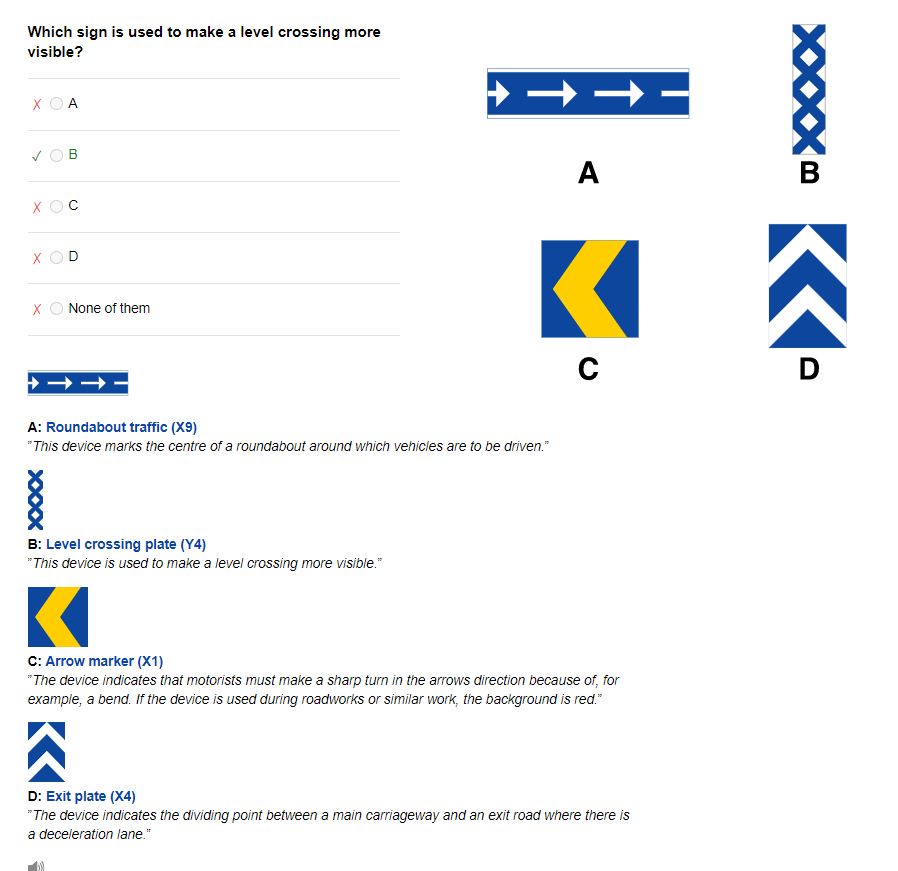 Which sign is used to make a level crossing more
visible?
X A
✓ B
X C
X D
X None of them
A
B
C
D
A: Roundabout traffic (X9)
"This device marks the centre of a roundabout around which vehicles are to be driven."
B: Level crossing plate (Y4)
"This device is used to make a level crossing more visible."
C: Arrow marker (X1)
"The device indicates that motorists must make a sharp turn in the arrows direction because of, for
example, a bend. If the device is used during roadworks or similar work, the background is red."
D: Exit plate (X4)
"The device indicates the dividing point between a main carriageway and an exit road where there is
a deceleration lane."